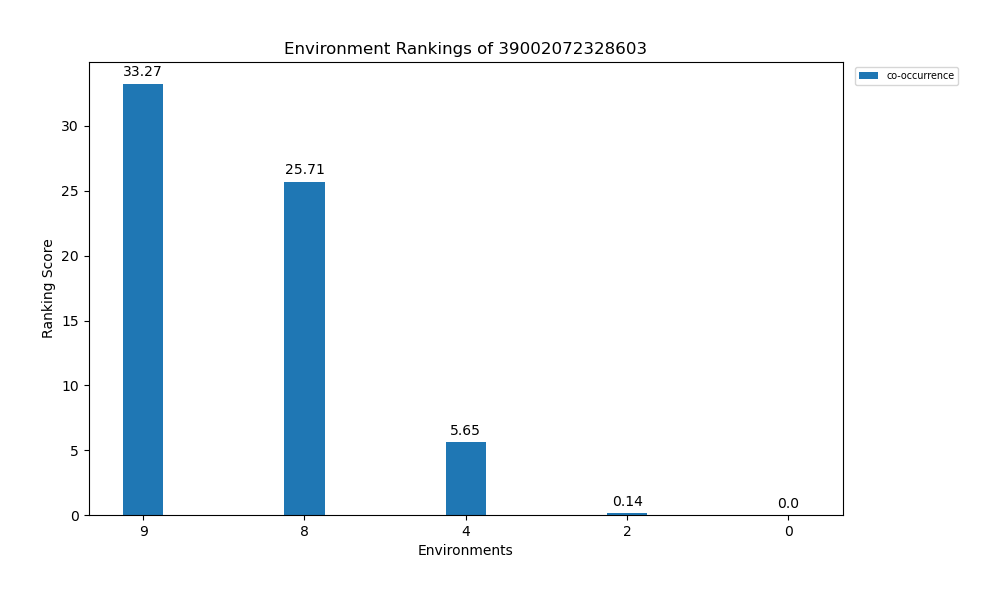 Environment Rankings of 39002072328603
co-occurrence
Ranking Score
30
25
20
15
10
5
0
33.27
25.71
5.65
0.14
0.0
9 8 4 2 0
Environments